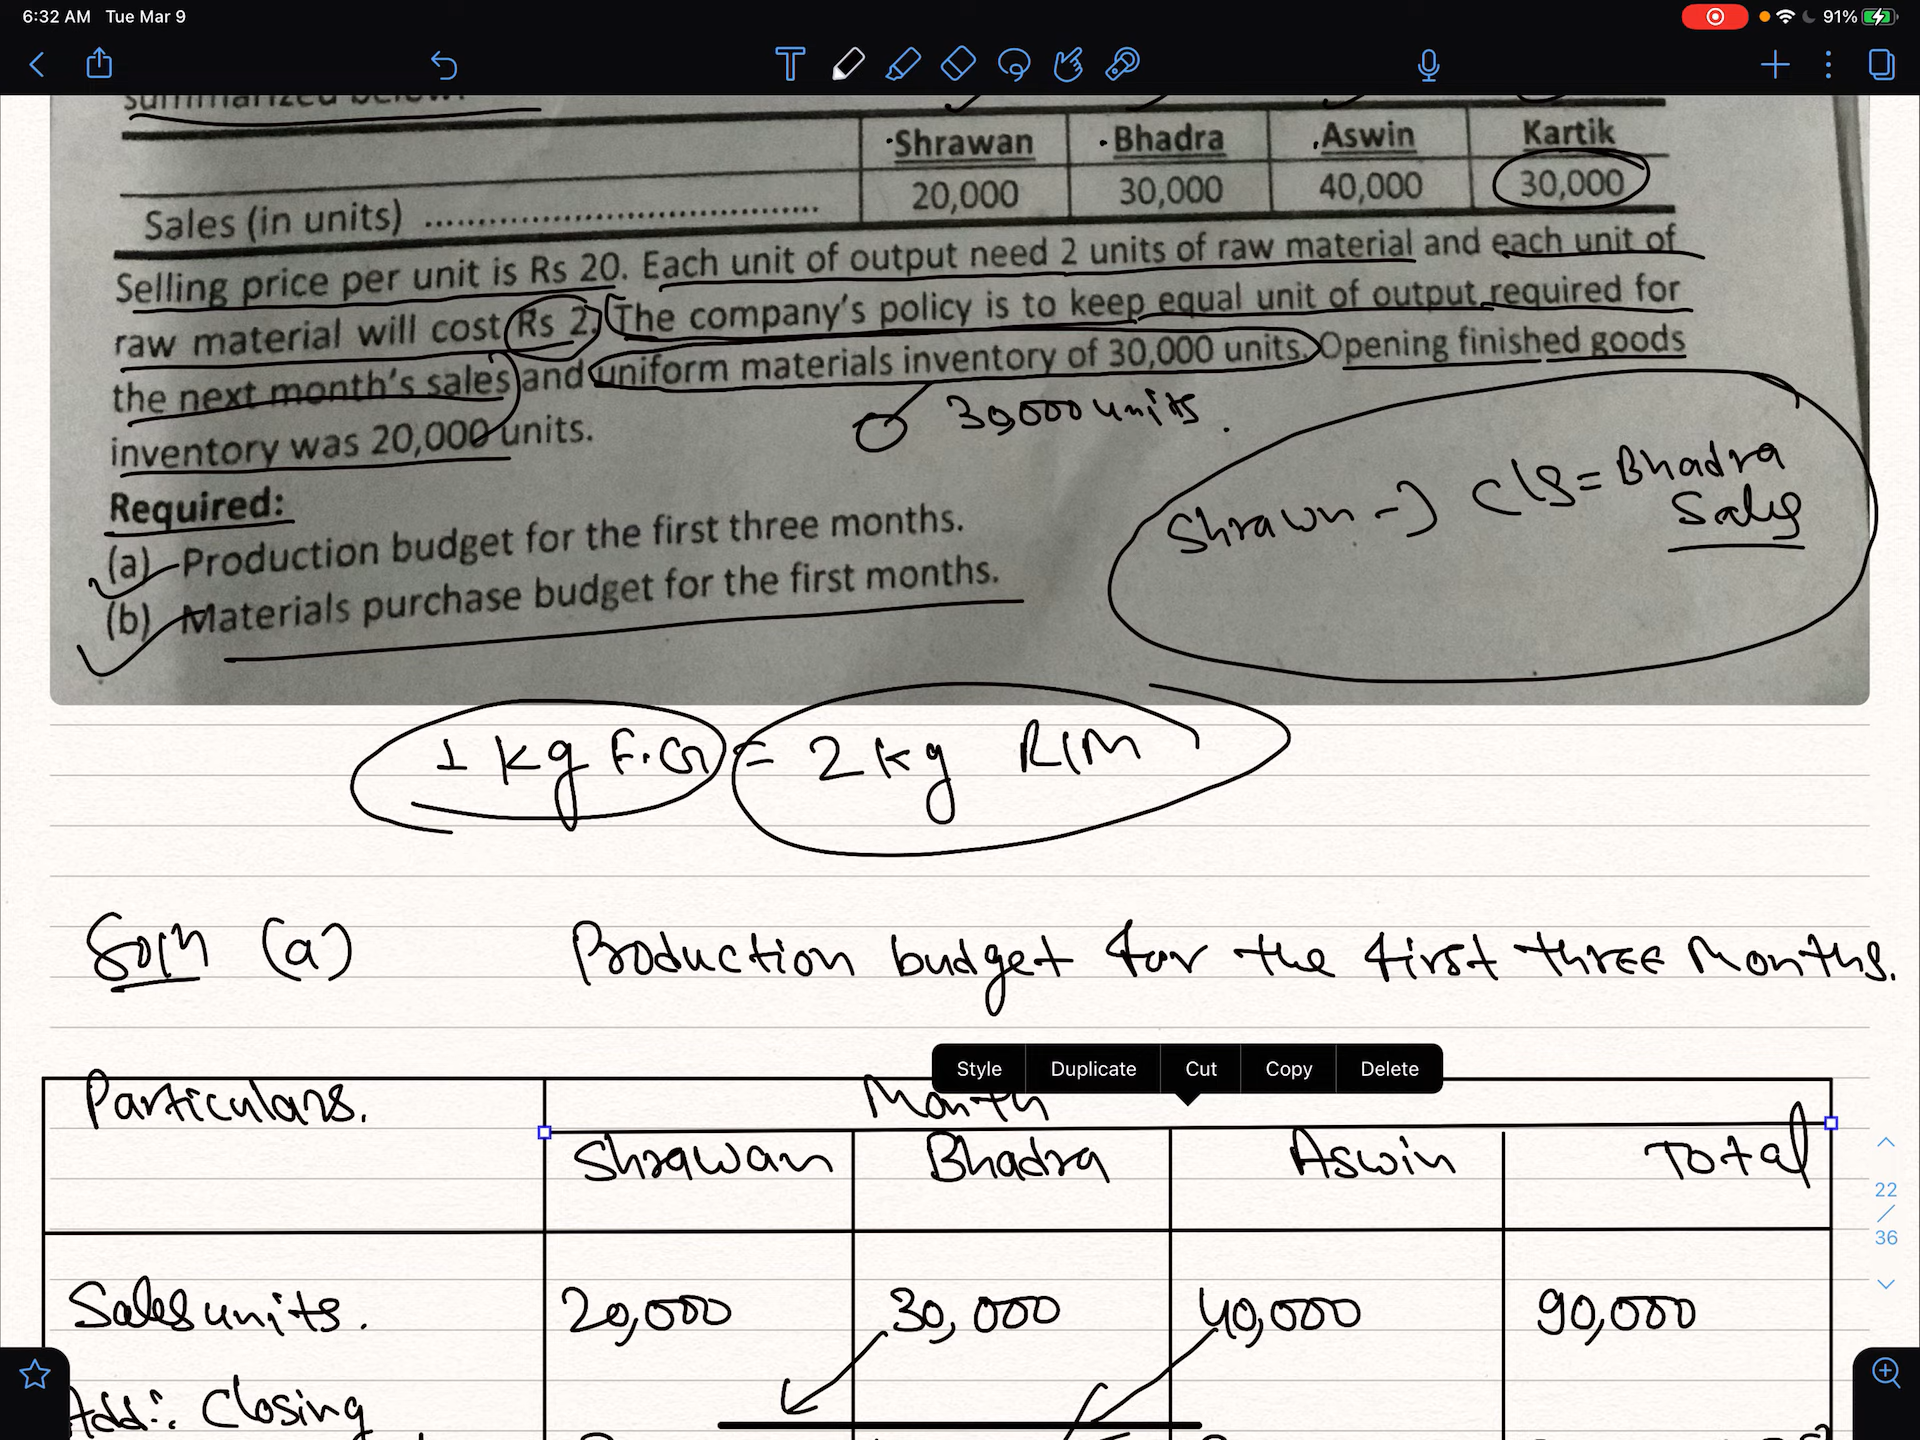 6:32 AM Tue Mar 9
91%
summarized below:
Shrawan Bhadra Aswin Kartik
Sales (in units) ........................................ 20,000 30,000 40,000 30,000
Selling price per unit is Rs 20. Each unit of output need 2 units of raw material and each unit of
raw material will cost Rs 2. The company's policy is to keep equal unit of output required for
the next month's sales and uniform materials inventory of 30,000 units. Opening finished goods
inventory was 20,000 units.
30,000 units.
Shrawn → C/S = Bhadra
Sales
Required:
(a) Production budget for the first three months.
(b) Materials purchase budget for the first months.
1 kg F.G = 2 kg R/M
Soln (a) Production budget for the first three Months.
Style Duplicate Cut Copy Delete
Particulars. Month
Shrawan Bhadra Aswin Total
22
/
36
Sales units. 20,000 30,000 40,000 90,000
Add:. Closing